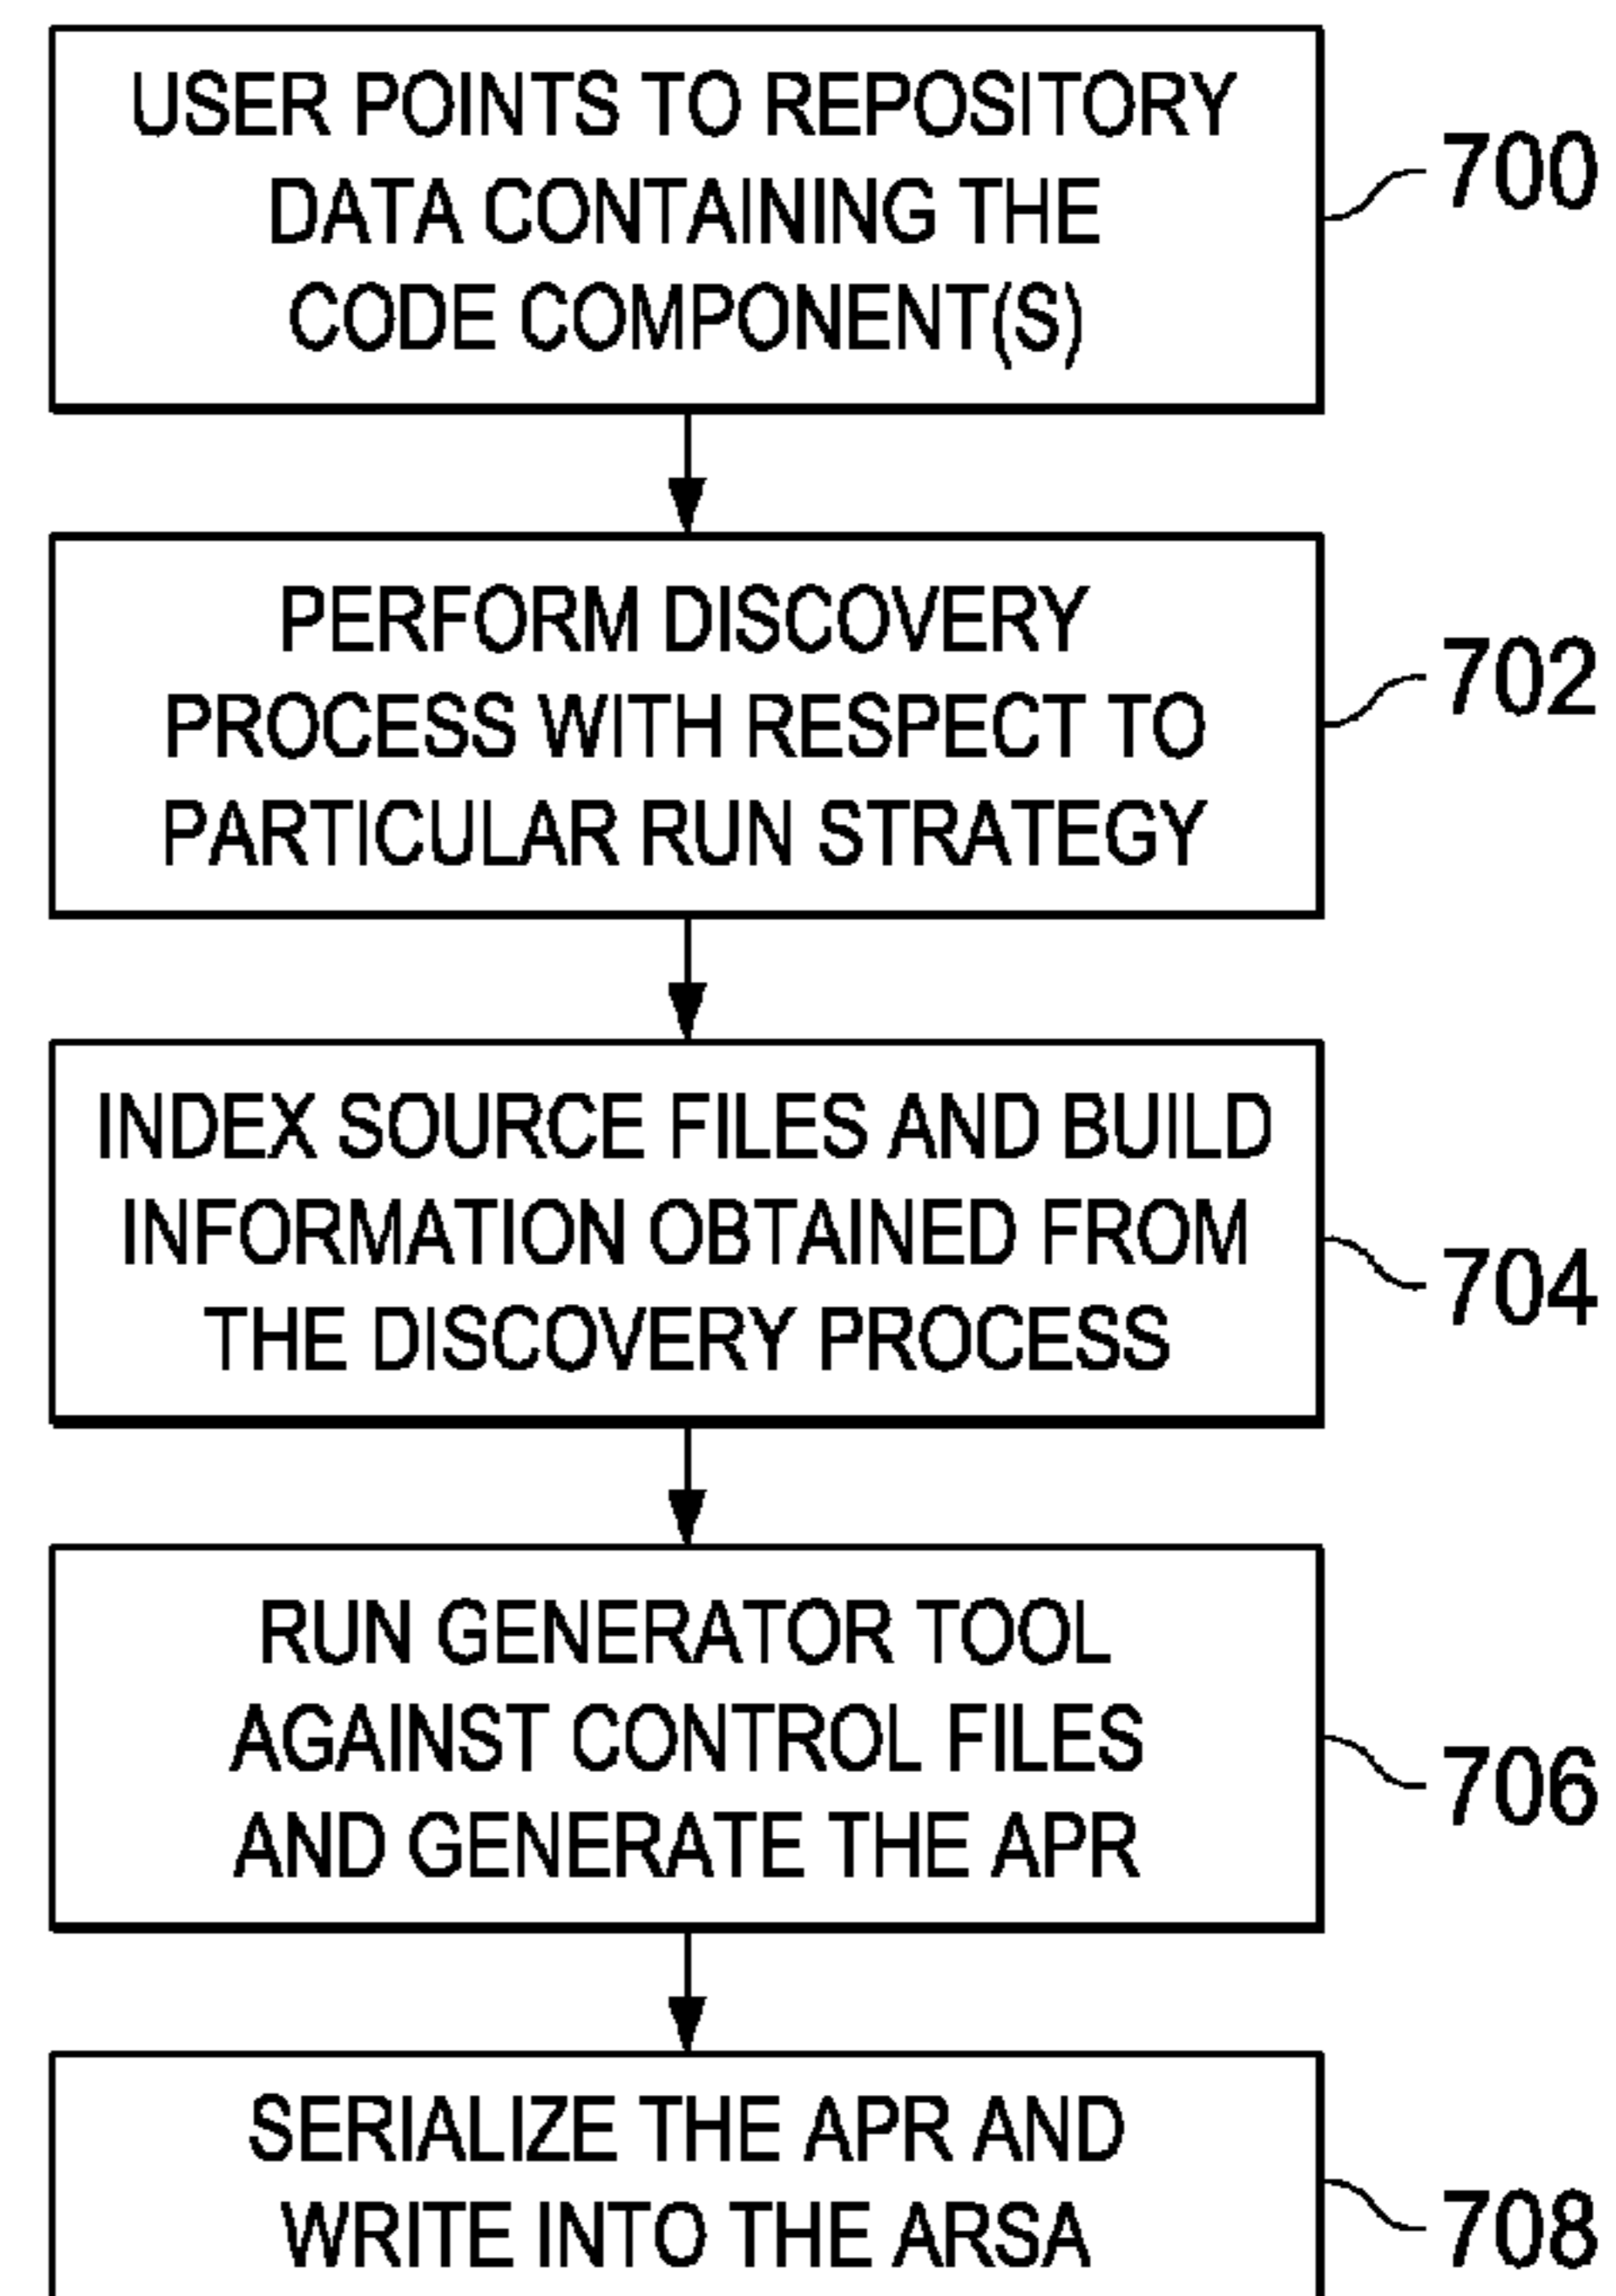 USER POINTS TO REPOSITORY
DATA CONTAINING THE
CODE COMPONENT(S)
700
PERFORM DISCOVERY
PROCESS WITH RESPECT TO
PARTICULAR RUN STRATEGY
702
INDEX SOURCE FILES AND BUILD
INFORMATION OBTAINED FROM
THE DISCOVERY PROCESS
704
RUN GENERATOR TOOL
AGAINST CONTROL FILES
AND GENERATE THE APR
706
SERIALIZE THE APR AND
WRITE INTO THE ARSA
708